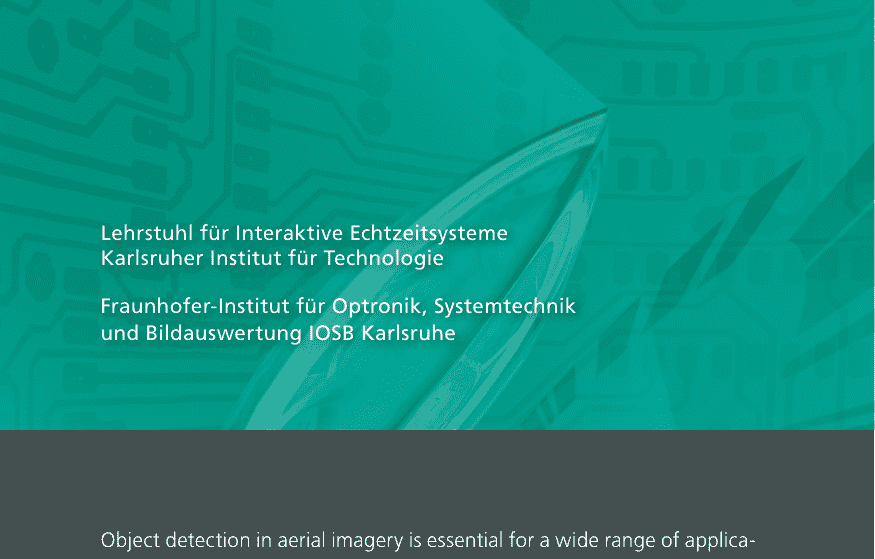 Lehrstuhl für Interaktive Echtzeitsysteme
Karlsruher Institut für Technologie
Fraunhofer-Institut für Optronik, Systemtechnik
und Bildauswertung IOSB Karlsruhe
Object detection in aerial imagery is essential for a wide range of applica-